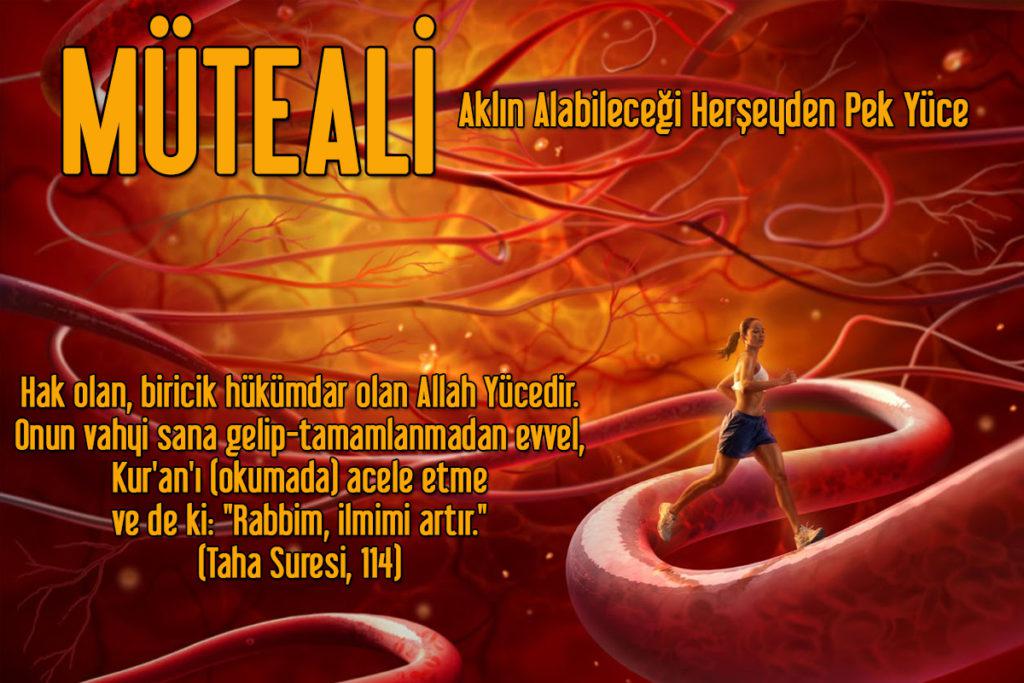 MÜTEALİ
Aklın Alabileceği Herşeyden Pek Yüce
Hak olan, biricik hükümdar olan Allah Yücedir.
Onun vahyi sana gelip-tamamlanmadan evvel,
Kur'an'ı (okumada) acele etme
ve de ki: "Rabbim, ilmimi artır."
(Taha Suresi, 114)